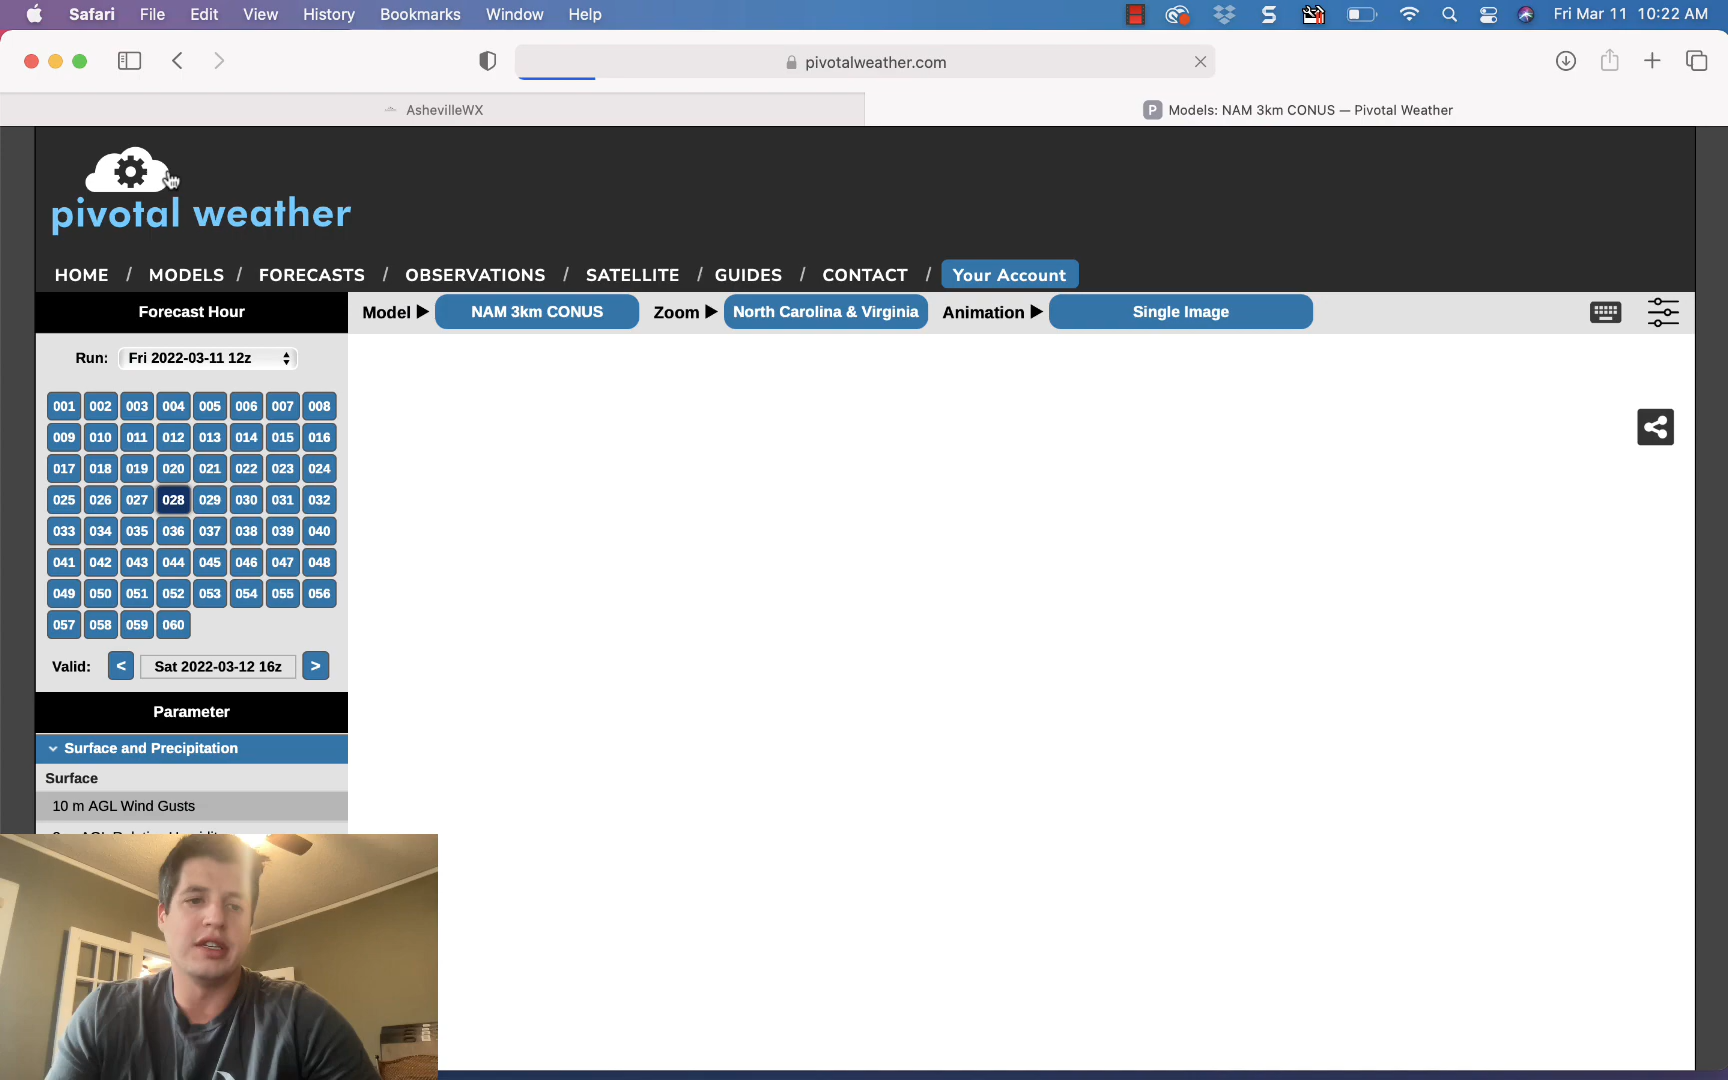 Safari File Edit View History Bookmarks Window Help Fri Mar 11 10:22 AM
pivotalweather.com
AshevilleWX
P Models: NAM 3km CONUS — Pivotal Weather
pivotal weather
HOME / MODELS / FORECASTS / OBSERVATIONS / SATELLITE / GUIDES / CONTACT / Your Account
Forecast Hour
Model NAM 3km CONUS Zoom North Carolina & Virginia Animation Single Image
Run: Fri 2022-03-11 12z
001 002 003 004 005 006 007 008
009 010 011 012 013 014 015 016
017 018 019 020 021 022 023 024
025 026 027 028 029 030 031 032
033 034 035 036 037 038 039 040
041 042 043 044 045 046 047 048
049 050 051 052 053 054 055 056
057 058 059 060
Valid: < Sat 2022-03-12 16z >
Parameter
Surface and Precipitation
Surface
10 m AGL Wind Gusts